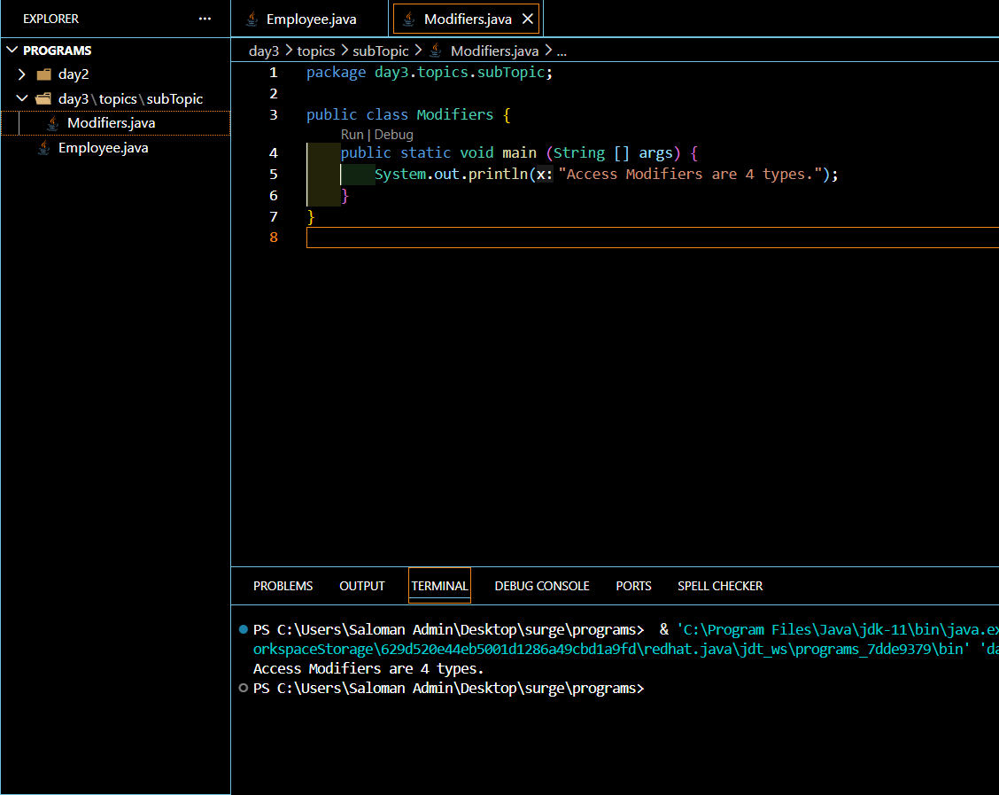 EXPLORER ...
PROGRAMS
day2
day3\topics\subTopic
Modifiers.java
Employee.java
Employee.java Modifiers.java
day3 > topics > subTopic > Modifiers.java > ...
1 package day3.topics.subTopic;
2
3 public class Modifiers {
Run | Debug
4 public static void main (String [] args) {
5 System.out.println(x: "Access Modifiers are 4 types.");
6 }
7 }
8
PROBLEMS OUTPUT TERMINAL DEBUG CONSOLE PORTS SPELL CHECKER
PS C:\Users\Saloman Admin\Desktop\surge\programs> & 'C:\Program Files\Java\jdk-11\bin\java.ex
orkspaceStorage\629d520e44eb5001d1286a49cbd1a9fd\redhat.java\jdt_ws\programs_7dde9379\bin' 'da
Access Modifiers are 4 types.
PS C:\Users\Saloman Admin\Desktop\surge\programs>